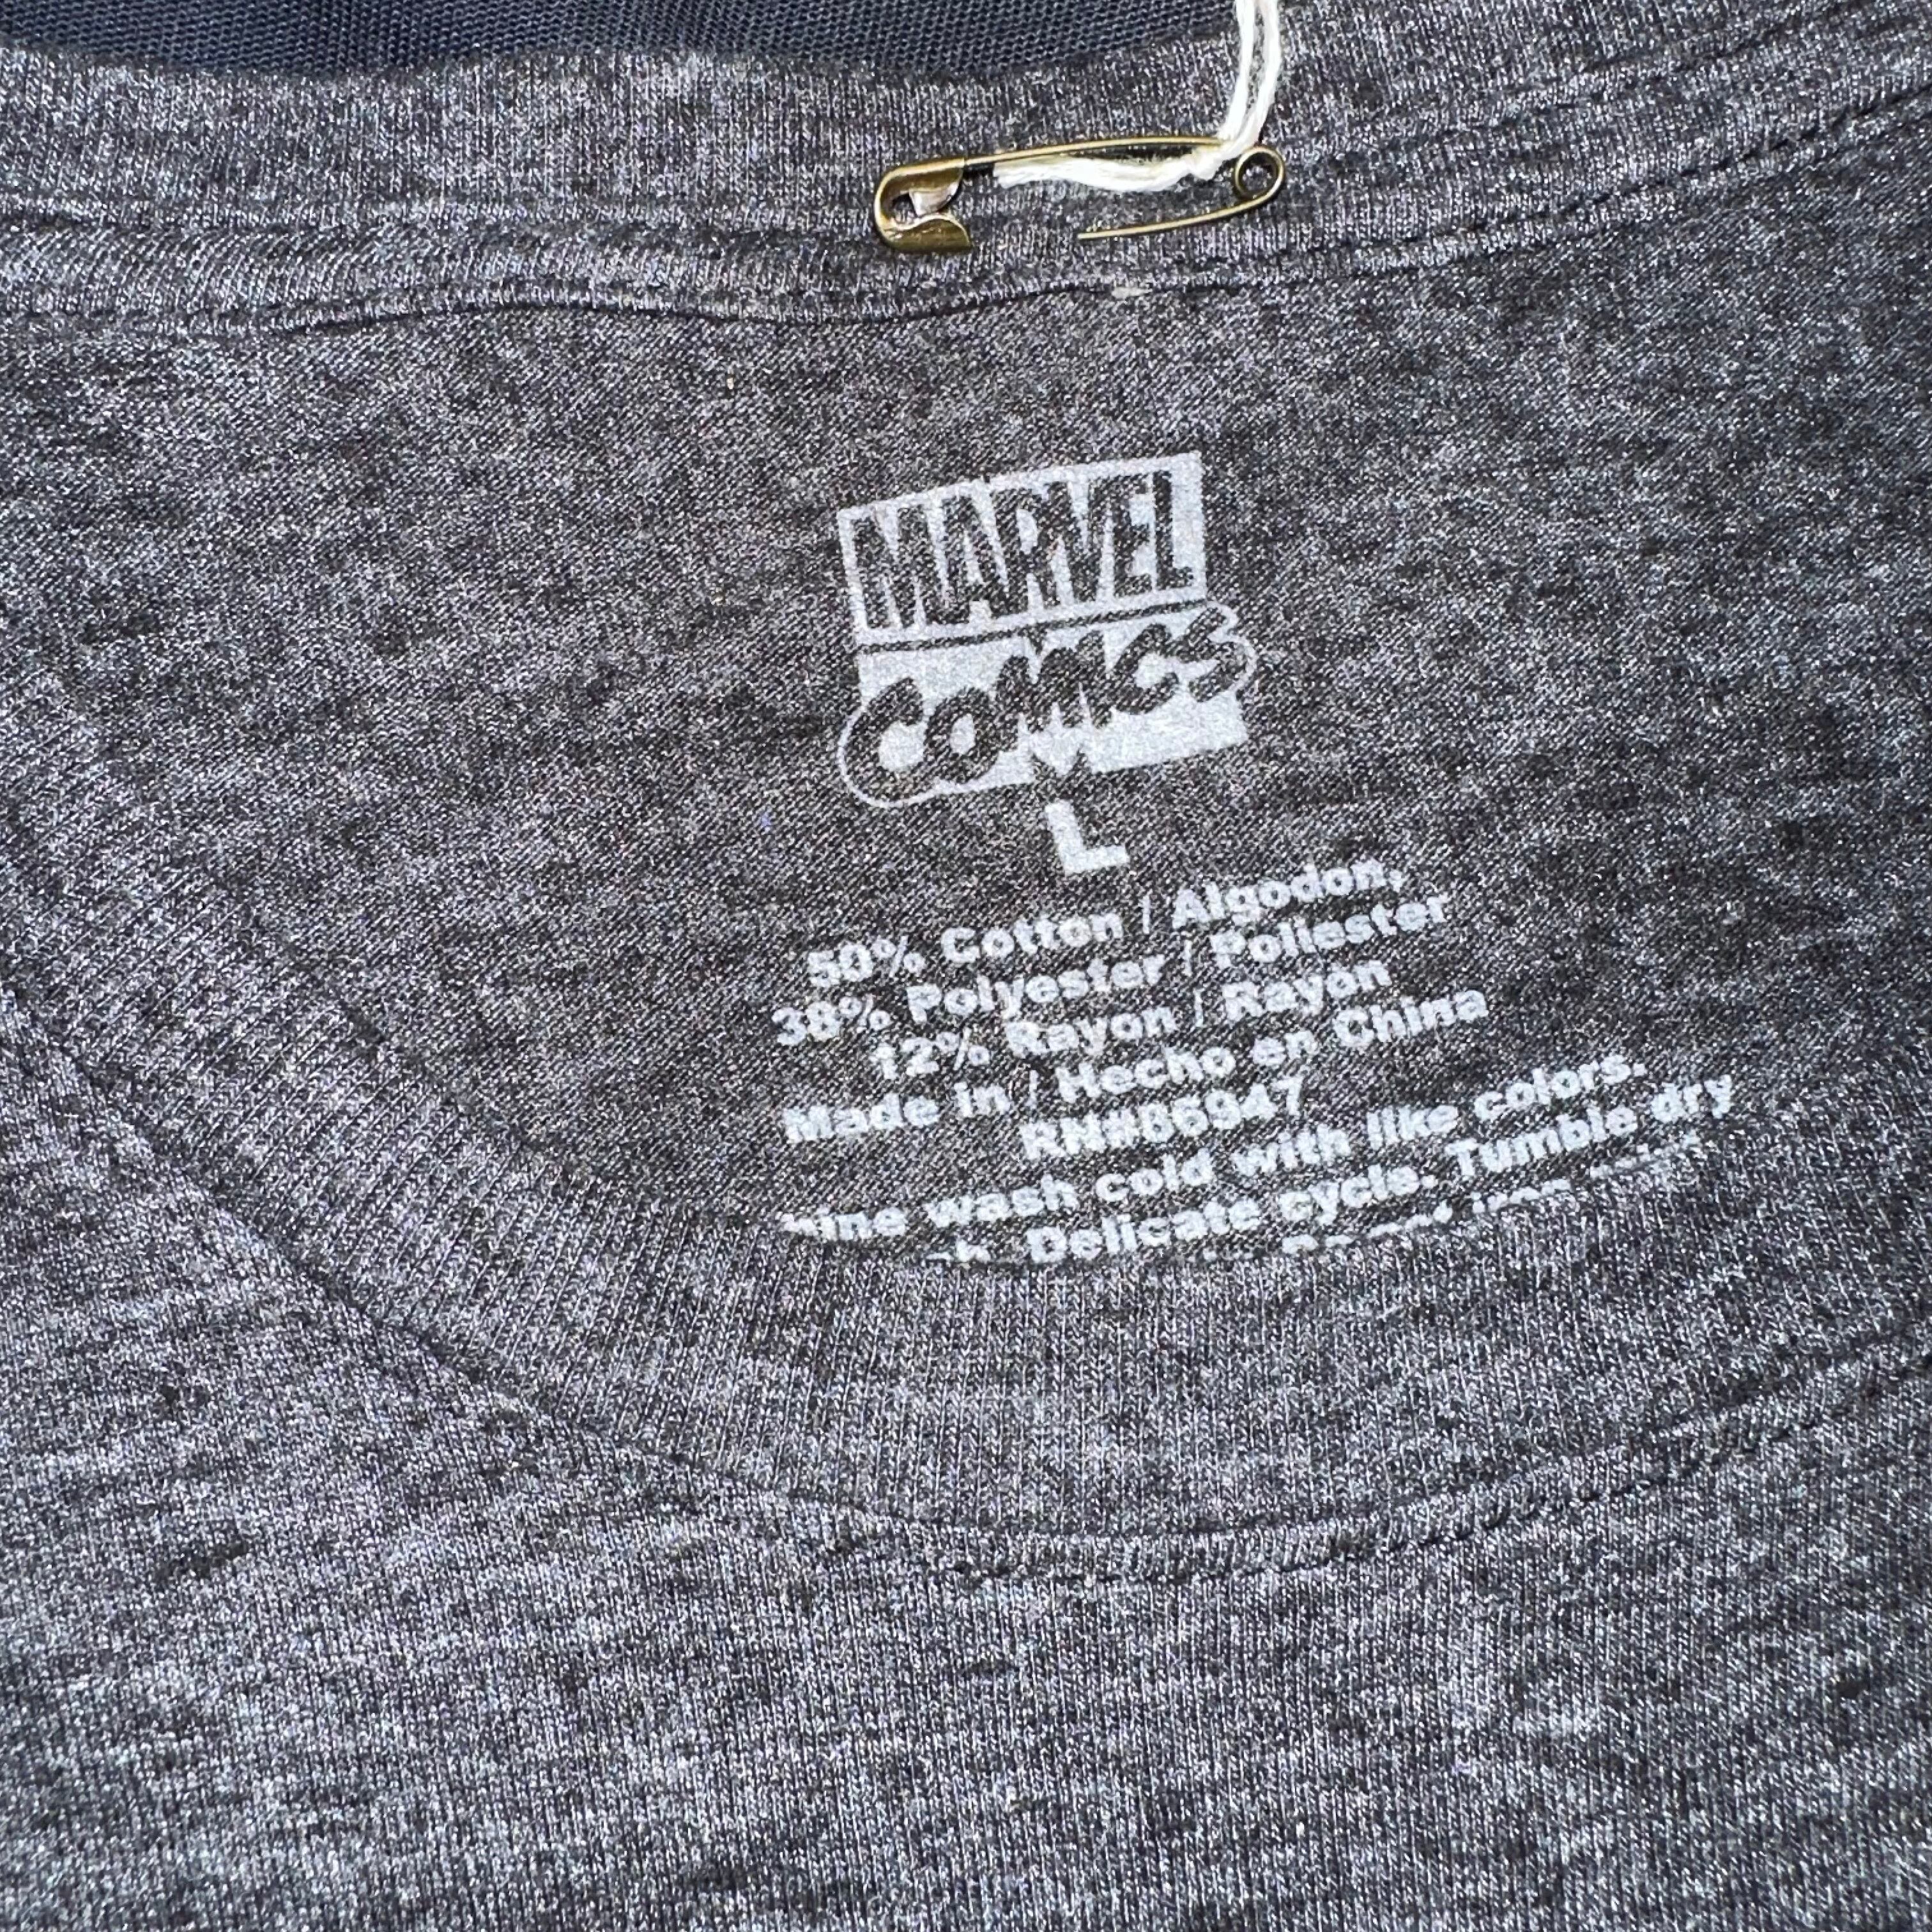 MARVEL
COMICS
L
50% Cotton / Algodon,
38% Polyester / Poliester
12% Rayon / Rayon
Made in / Hecho en China
RN#86947
wash cold with like colors.
Delicate cycle. Tumble dry